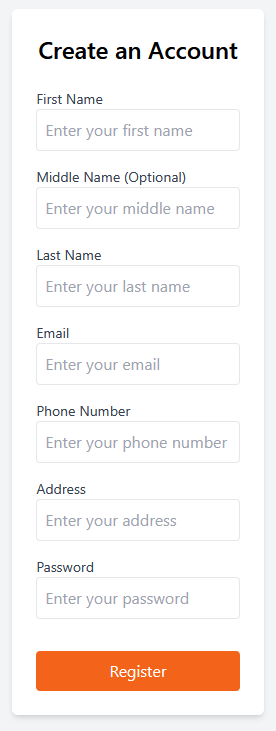 Create an Account
First Name
Enter your first name
Middle Name (Optional)
Enter your middle name
Last Name
Enter your last name
Email
Enter your email
Phone Number
Enter your phone number
Address
Enter your address
Password
Enter your password
Register